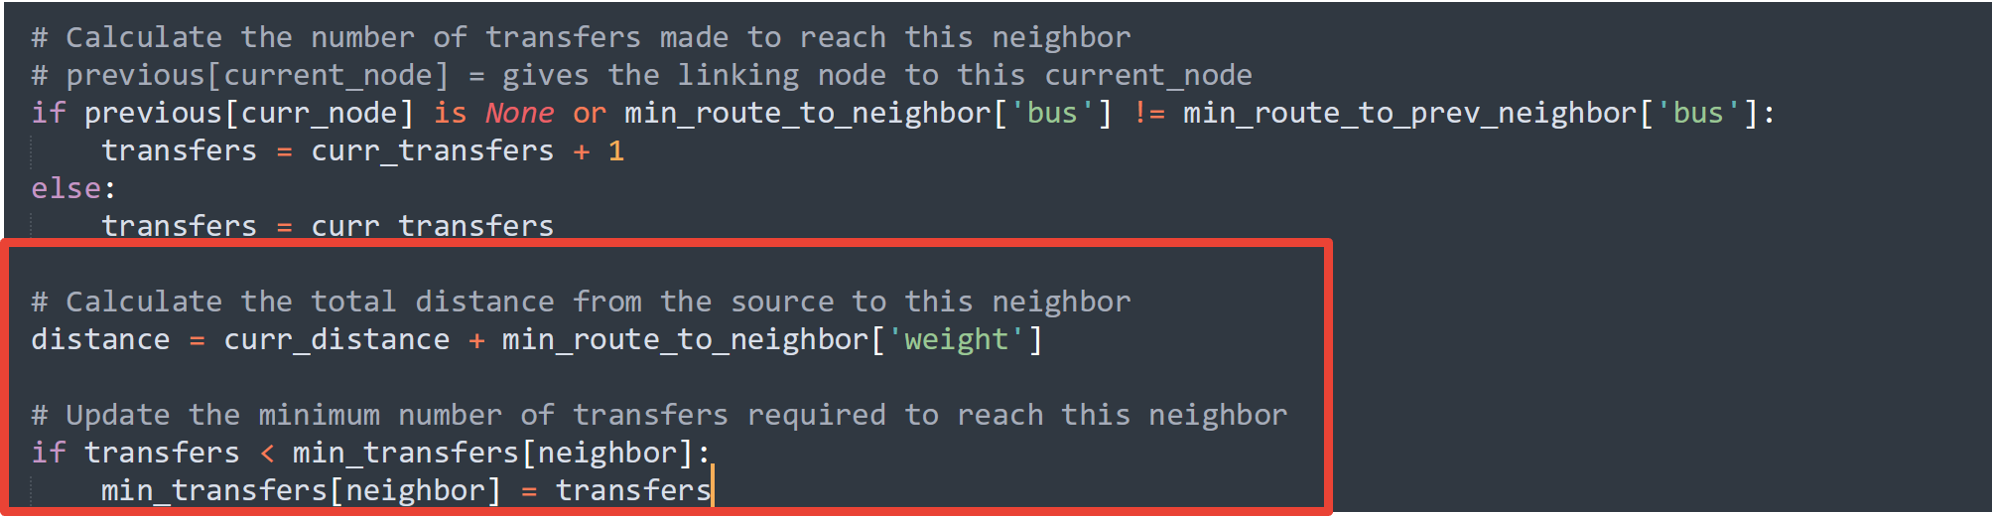 # Calculate the number of transfers made to reach this neighbor
# previous[current_node] = gives the linking node to this current_node
if previous[curr_node] is None or min_route_to_neighbor['bus'] != min_route_to_prev_neighbor['bus']:
    transfers = curr_transfers + 1
else:
    transfers = curr_transfers

# Calculate the total distance from the source to this neighbor
distance = curr_distance + min_route_to_neighbor['weight']

# Update the minimum number of transfers required to reach this neighbor
if transfers < min_transfers[neighbor]:
    min_transfers[neighbor] = transfers